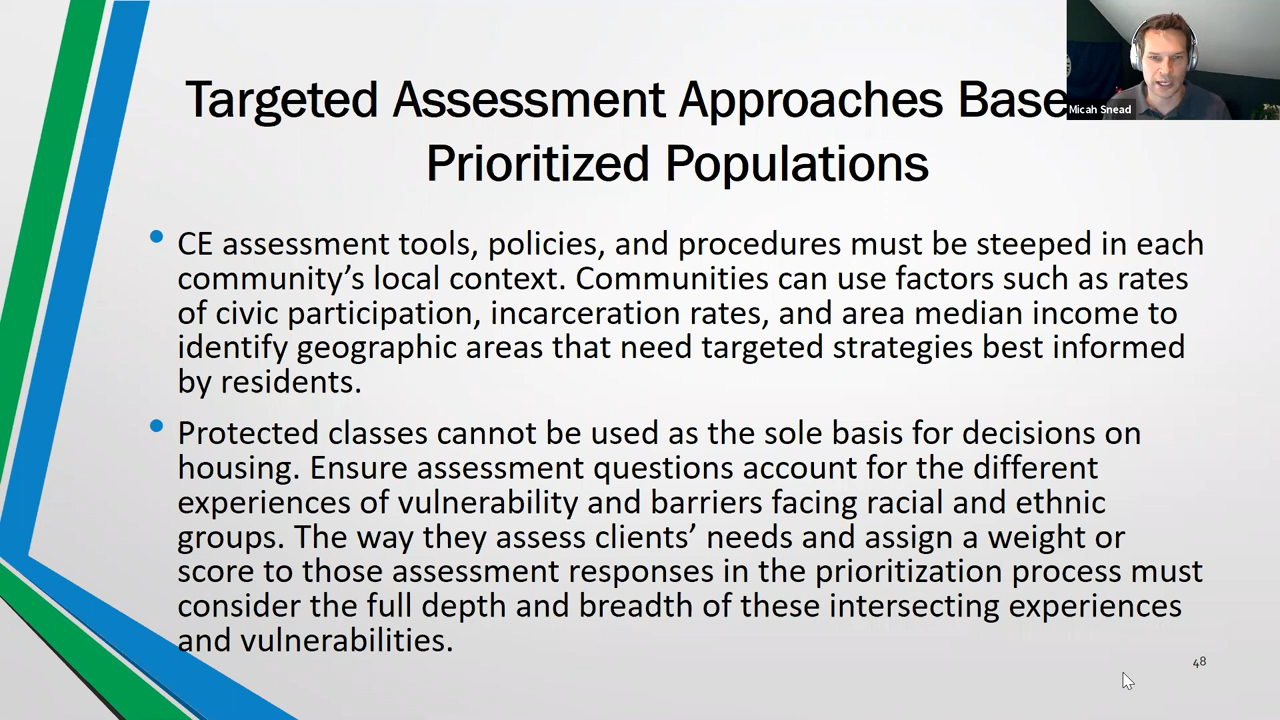 Targeted Assessment Approaches Base
Micah Snead
Prioritized Populations
• CE assessment tools, policies, and procedures must be steeped in each
community's local context. Communities can use factors such as rates
of civic participation, incarceration rates, and area median income to
identify geographic areas that need targeted strategies best informed
by residents.
• Protected classes cannot be used as the sole basis for decisions on
housing. Ensure assessment questions account for the different
experiences of vulnerability and barriers facing racial and ethnic
groups. The way they assess clients' needs and assign a weight or
score to those assessment responses in the prioritization process must
consider the full depth and breadth of these intersecting experiences
and vulnerabilities.
48